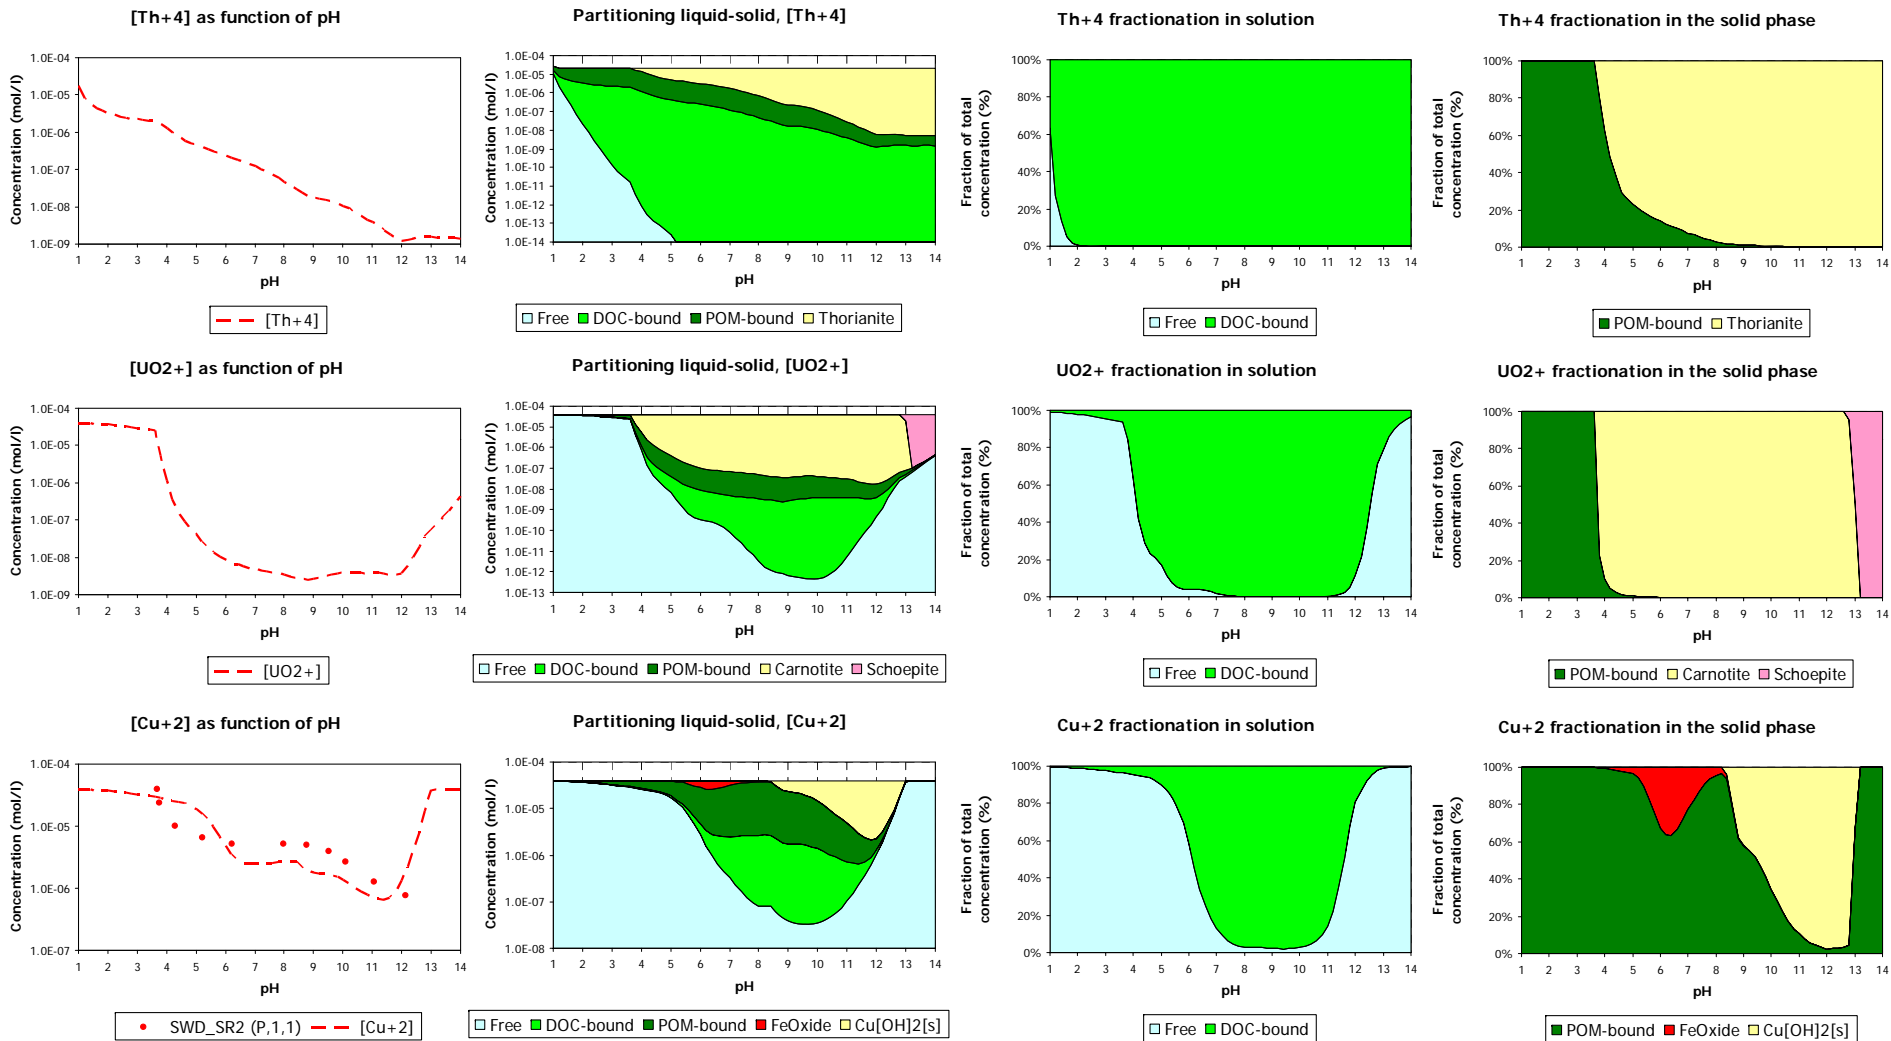 [Th+4] as function of pH
Concentration (mol/l)
1.0E-04
1.0E-05
1.0E-06
1.0E-07
1.0E-08
1.0E-09
1 2 3 4 5 6 7 8 9 10 11 12 13 14
pH
[Th+4]
Partitioning liquid-solid, [Th+4]
Concentration (mol/l)
1.0E-04
1.0E-05
1.0E-06
1.0E-07
1.0E-08
1.0E-09
1.0E-10
1.0E-11
1.0E-12
1.0E-13
1.0E-14
1 2 3 4 5 6 7 8 9 10 11 12 13 14
pH
Free DOC-bound POM-bound Thorianite
Th+4 fractionation in solution
Fraction of total
concentration (%)
100%
80%
60%
40%
20%
0%
1 2 3 4 5 6 7 8 9 10 11 12 13 14
pH
Free DOC-bound
Th+4 fractionation in the solid phase
Fraction of total
concentration (%)
100%
80%
60%
40%
20%
0%
1 2 3 4 5 6 7 8 9 10 11 12 13 14
pH
POM-bound Thorianite
[UO2+] as function of pH
Concentration (mol/l)
1.0E-04
1.0E-05
1.0E-06
1.0E-07
1.0E-08
1.0E-09
1 2 3 4 5 6 7 8 9 10 11 12 13 14
pH
[UO2+]
Partitioning liquid-solid, [UO2+]
Concentration (mol/l)
1.0E-04
1.0E-05
1.0E-06
1.0E-07
1.0E-08
1.0E-09
1.0E-10
1.0E-11
1.0E-12
1.0E-13
1 2 3 4 5 6 7 8 9 10 11 12 13 14
pH
Free DOC-bound POM-bound Carnotite Schoepite
UO2+ fractionation in solution
Fraction of total
concentration (%)
100%
80%
60%
40%
20%
0%
1 2 3 4 5 6 7 8 9 10 11 12 13 14
pH
Free DOC-bound
UO2+ fractionation in the solid phase
Fraction of total
concentration (%)
100%
80%
60%
40%
20%
0%
1 2 3 4 5 6 7 8 9 10 11 12 13 14
pH
POM-bound Carnotite Schoepite
[Cu+2] as function of pH
Concentration (mol/l)
1.0E-04
1.0E-05
1.0E-06
1.0E-07
1 2 3 4 5 6 7 8 9 10 11 12 13 14
pH
SWD_SR2 (P,1,1) [Cu+2]
Partitioning liquid-solid, [Cu+2]
Concentration (mol/l)
1.0E-04
1.0E-05
1.0E-06
1.0E-07
1.0E-08
1 2 3 4 5 6 7 8 9 10 11 12 13 14
pH
Free DOC-bound POM-bound FeOxide Cu[OH]2[s]
Cu+2 fractionation in solution
Fraction of total
concentration (%)
100%
80%
60%
40%
20%
0%
1 2 3 4 5 6 7 8 9 10 11 12 13 14
pH
Free DOC-bound
Cu+2 fractionation in the solid phase
Fraction of total
concentration (%)
100%
80%
60%
40%
20%
0%
1 2 3 4 5 6 7 8 9 10 11 12 13 14
pH
POM-bound FeOxide Cu[OH]2[s]